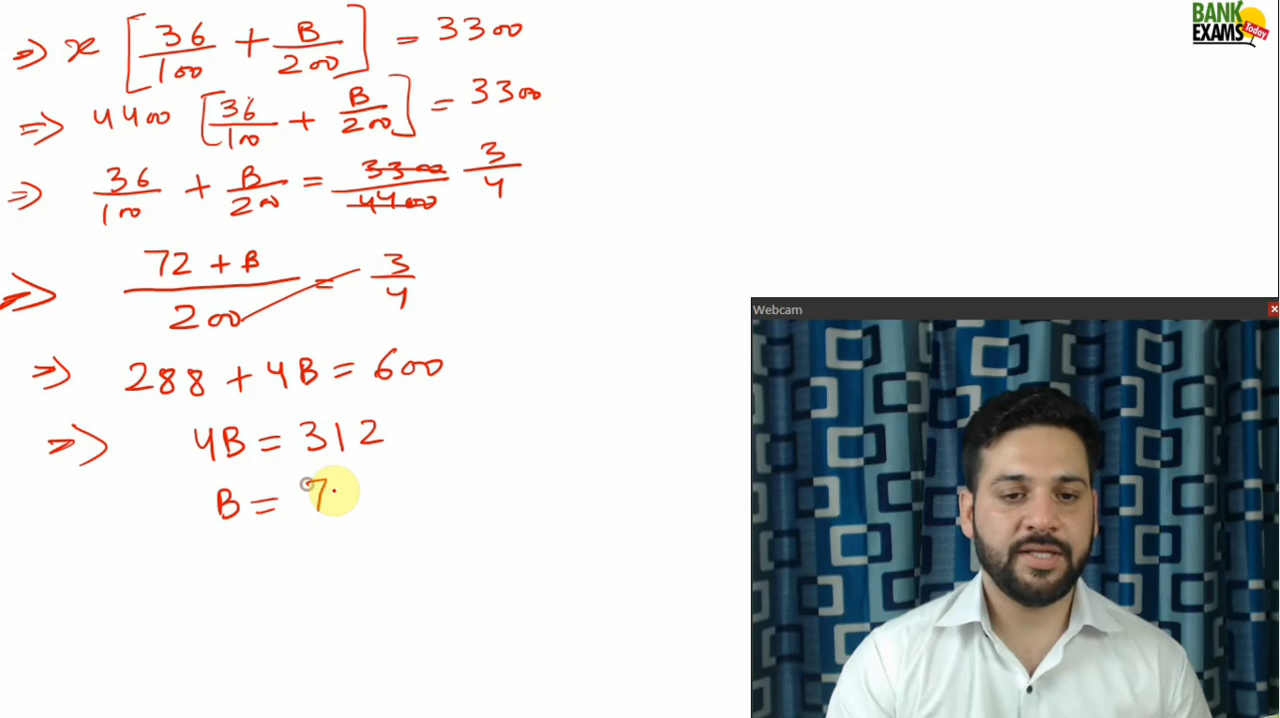 ⇒ x [36/100 + B/200] = 3300
⇒ 4400 [36/100 + B/200] = 3300
⇒ 36/100 + B/200 = 3300/4400 3/4
⇒ 72 + B / 200 = 3/4
⇒ 288 + 4B = 600
⇒ 4B = 312
B = 7
BANK
EXAMS Today
Webcam